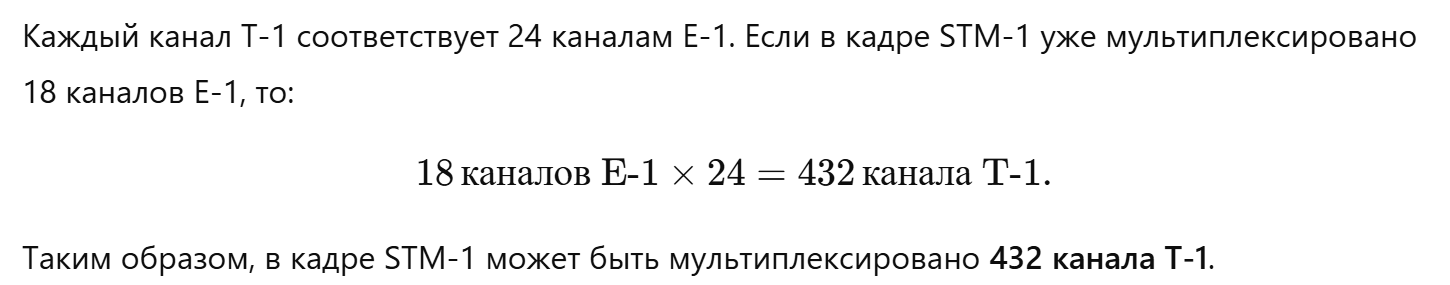 Каждый канал T-1 соответствует 24 каналам E-1. Если в кадре STM-1 уже мультиплексировано
18 каналов E-1, то:
18 каналов E-1 × 24 = 432 канала T-1.
Таким образом, в кадре STM-1 может быть мультиплексировано 432 канала T-1.